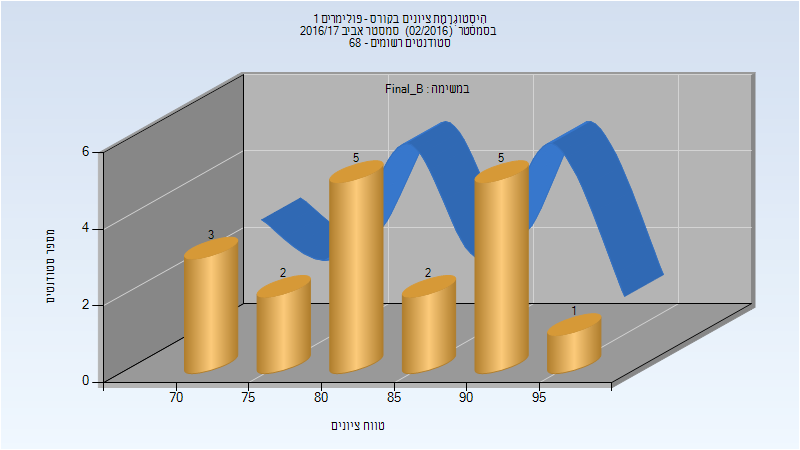 היסטוגרמת ציונים בקורס - פולימרים 1
בסמסטר (02/2016) סמסטר אביב 2016/17
סטודנטים רשומים - 68
במשימה : Final_B
מספר סטודנטים
6
4
2
0
3
2
5
2
5
1
70 75 80 85 90 95
טווח ציונים